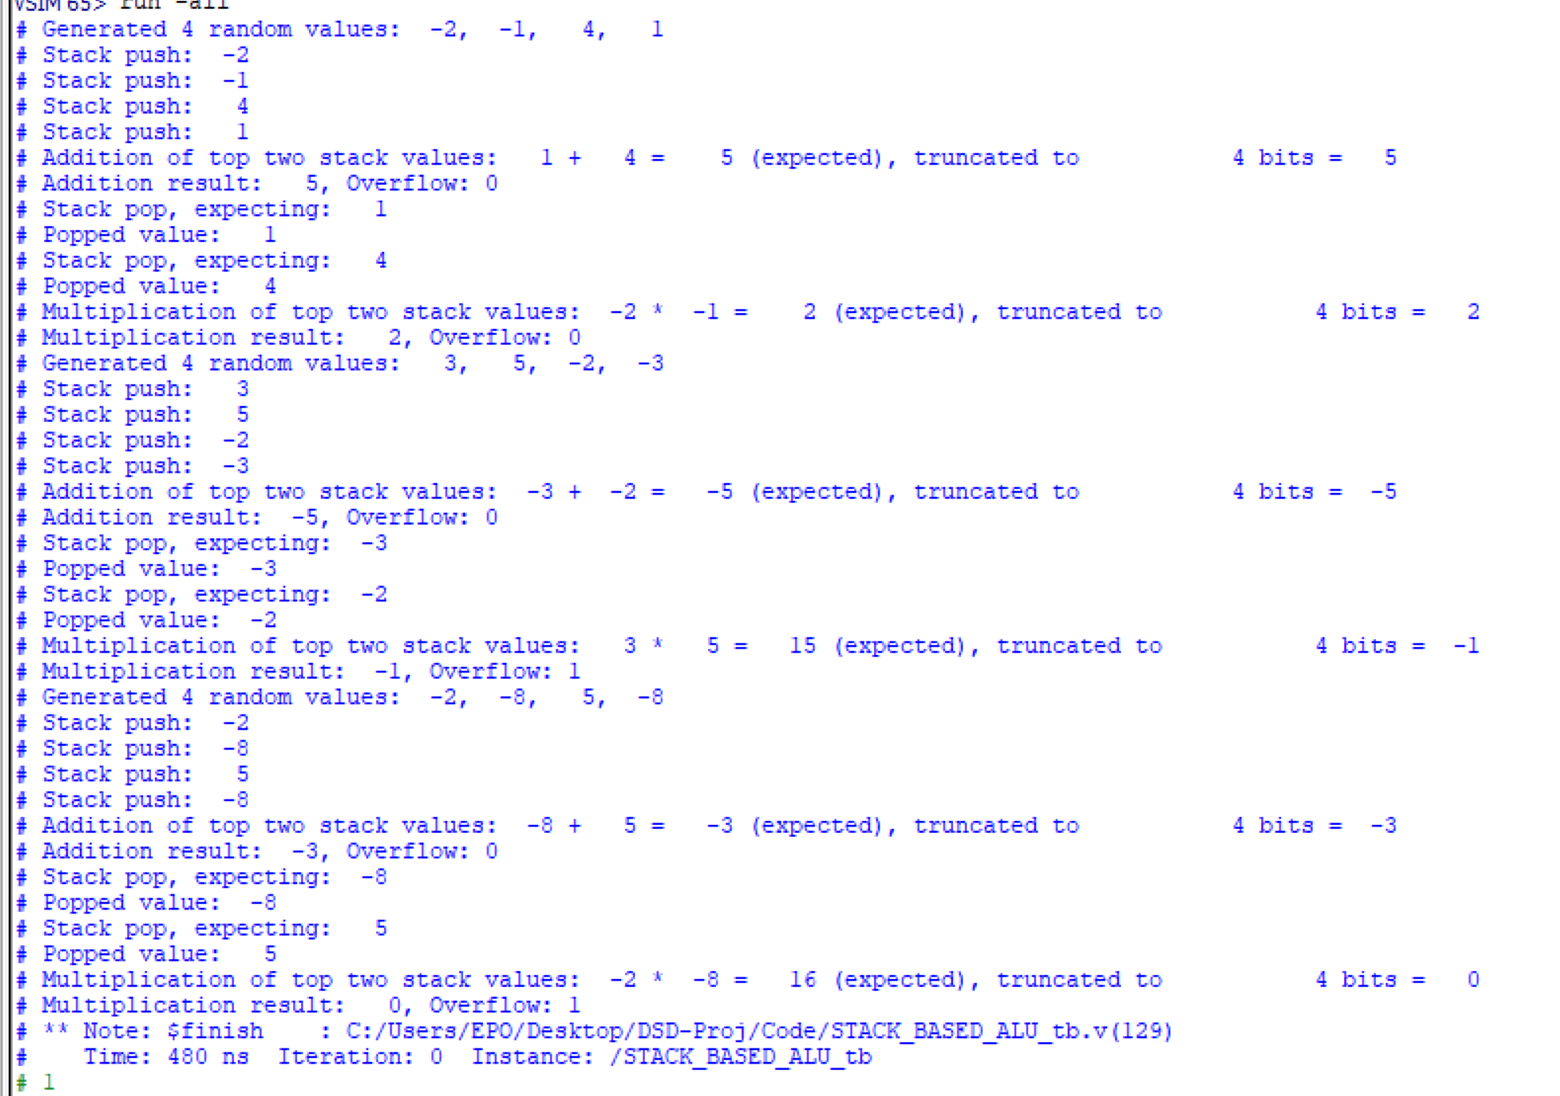 VSIM 65> run -all
# Generated 4 random values:  -2,  -1,   4,   1
# Stack push:  -2
# Stack push:  -1
# Stack push:   4
# Stack push:   1
# Addition of top two stack values:   1 +   4 =    5 (expected), truncated to           4 bits =   5
# Addition result:   5, Overflow: 0
# Stack pop, expecting:   1
# Popped value:   1
# Stack pop, expecting:   4
# Popped value:   4
# Multiplication of top two stack values:  -2 *  -1 =    2 (expected), truncated to           4 bits =   2
# Multiplication result:   2, Overflow: 0
# Generated 4 random values:   3,   5,  -2,  -3
# Stack push:   3
# Stack push:   5
# Stack push:  -2
# Stack push:  -3
# Addition of top two stack values:  -3 +  -2 =   -5 (expected), truncated to           4 bits =  -5
# Addition result:  -5, Overflow: 0
# Stack pop, expecting:  -3
# Popped value:  -3
# Stack pop, expecting:  -2
# Popped value:  -2
# Multiplication of top two stack values:   3 *   5 =   15 (expected), truncated to           4 bits =  -1
# Multiplication result:  -1, Overflow: 1
# Generated 4 random values:  -2,  -8,   5,  -8
# Stack push:  -2
# Stack push:  -8
# Stack push:   5
# Stack push:  -8
# Addition of top two stack values:  -8 +   5 =   -3 (expected), truncated to           4 bits =  -3
# Addition result:  -3, Overflow: 0
# Stack pop, expecting:  -8
# Popped value:  -8
# Stack pop, expecting:   5
# Popped value:   5
# Multiplication of top two stack values:  -2 *  -8 =   16 (expected), truncated to           4 bits =   0
# Multiplication result:   0, Overflow: 1
# ** Note: $finish    : C:/Users/EPO/Desktop/DSD-Proj/Code/STACK_BASED_ALU_tb.v(129)
#    Time: 480 ns  Iteration: 0  Instance: /STACK_BASED_ALU_tb
# 1